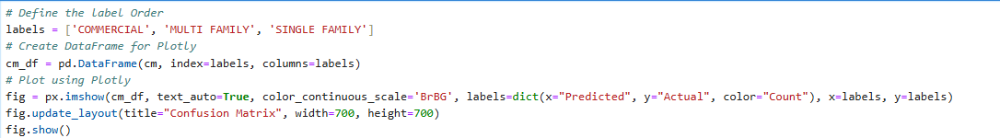 # Define the label Order
labels = ['COMMERCIAL', 'MULTI FAMILY', 'SINGLE FAMILY']
# Create DataFrame for Plotly
cm_df = pd.DataFrame(cm, index=labels, columns=labels)
# Plot using Plotly
fig = px.imshow(cm_df, text_auto=True, color_continuous_scale='BrBG', labels=dict(x="Predicted", y="Actual", color="Count"), x=labels, y=labels)
fig.update_layout(title="Confusion Matrix", width=700, height=700)
fig.show()